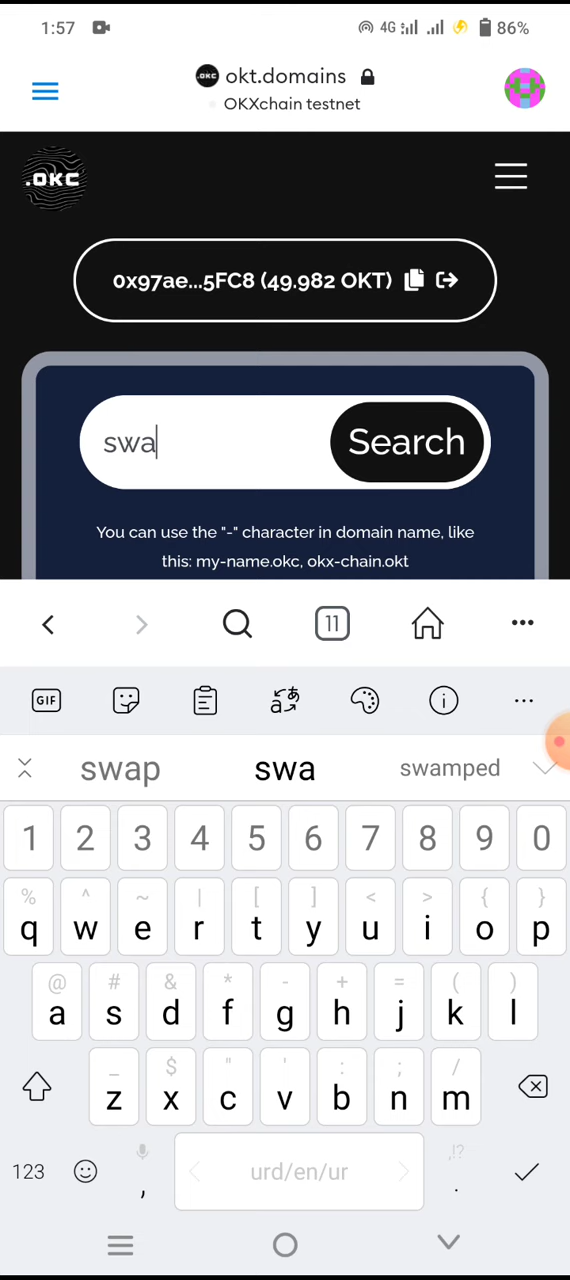 1:57 4G 86%
.OKC okt.domains
OKXchain testnet
.OKC
0x97ae...5FC8 (49.982 OKT)
swa Search
You can use the "-" character in domain name, like
this: my-name.okc, okx-chain.okt
11
GIF a あ i
swap swa swamped
1 2 3 4 5 6 7 8 9 0
% ^ ~ | [ ] < > { }
q w e r t y u i o p
@ # & * - + = ( )
a s d f g h j k l
_ $ " ' : ; /
z x c v b n m
,!?
123 , urd/en/ur .